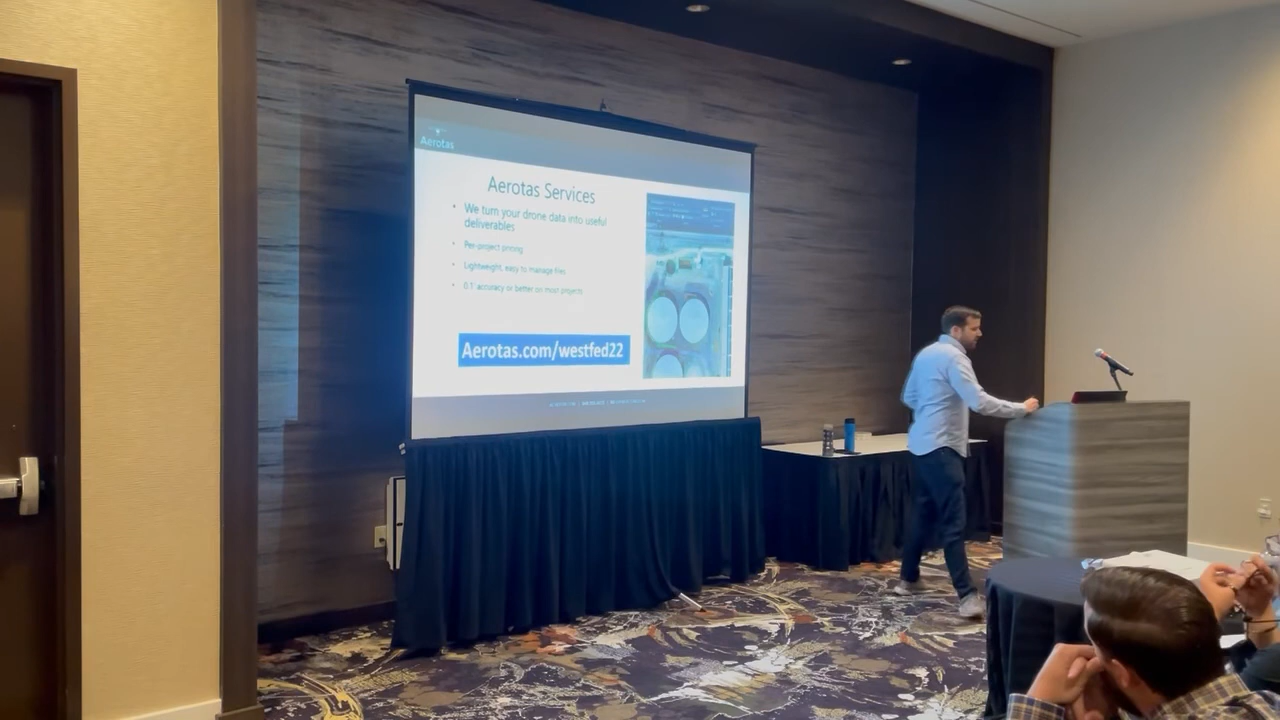 Aerotas
Aerotas Services
• We turn your drone data into useful
deliverables
• Per-project pricing
• Lightweight, easy to manage files
• 0.1' accuracy or better on most projects
Aerotas.com/westfed22